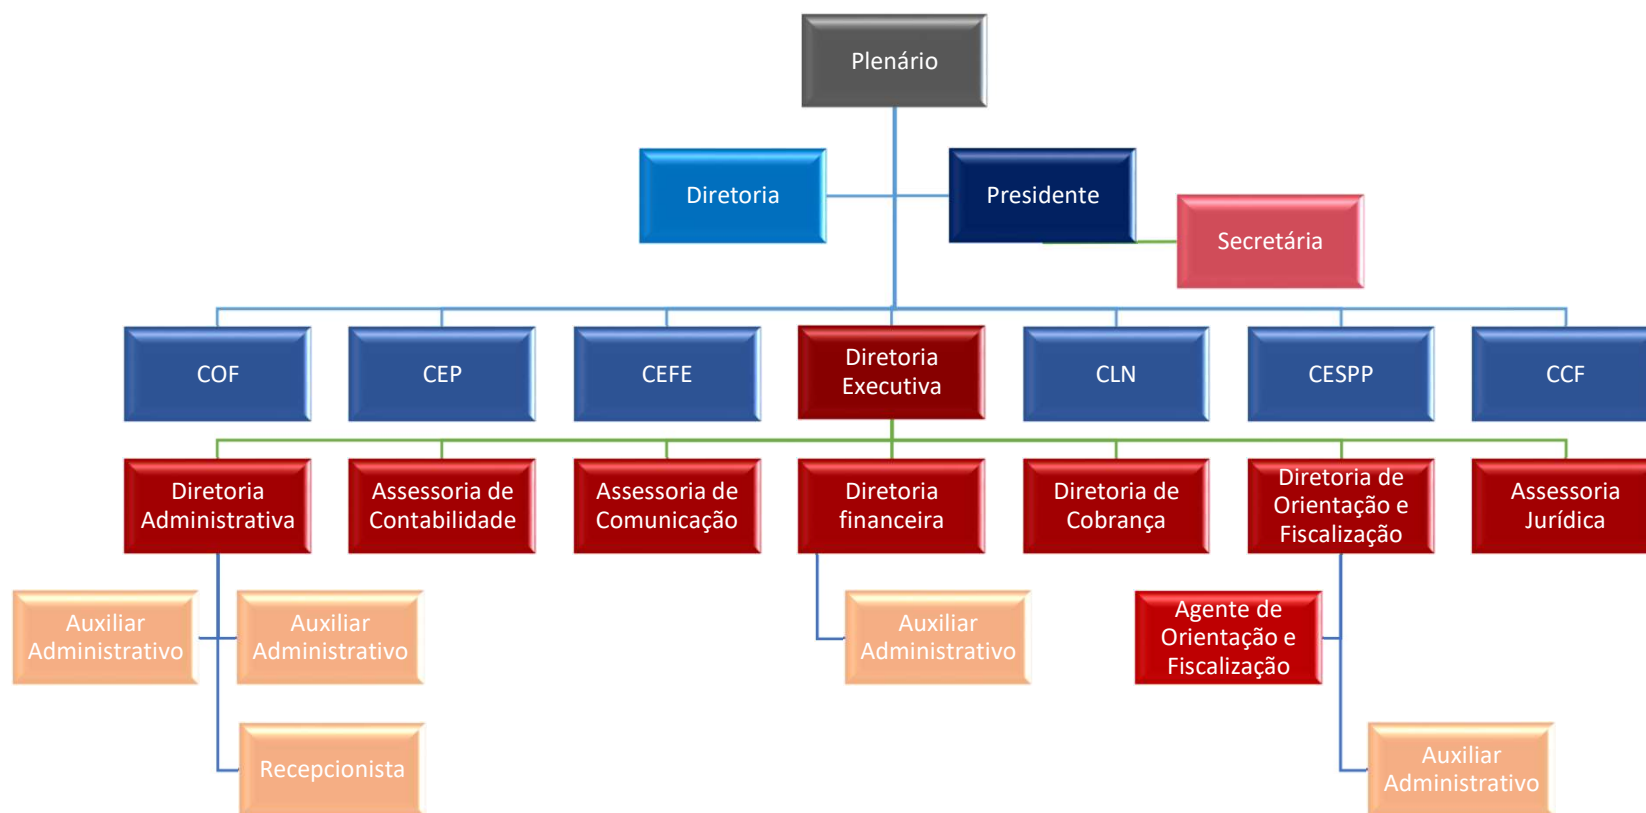 Plenário
Diretoria
Presidente
Secretária
COF
CEP
CEFE
Diretoria
Executiva
CLN
CESPP
CCF
Diretoria
Administrativa
Assessoria de
Contabilidade
Assessoria de
Comunicação
Diretoria
financeira
Diretoria de
Cobrança
Diretoria de
Orientação e
Fiscalização
Assessoria
Jurídica
Auxiliar
Administrativo
Auxiliar
Administrativo
Auxiliar
Administrativo
Agente de
Orientação e
Fiscalização
Recepcionista
Auxiliar
Administrativo